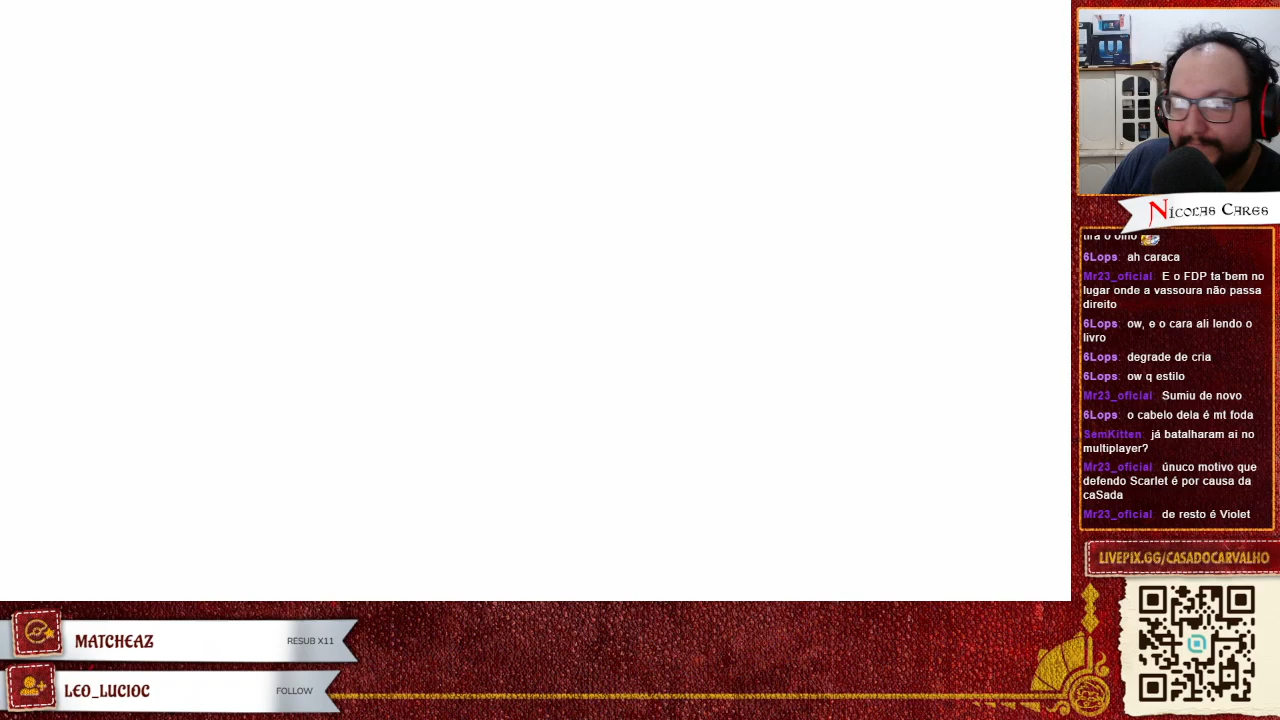 NÍCOLAS CARES
tira o olho
6Lops: ah caraca
Mr23_oficial: E o FDP ta´bem no
lugar onde a vassoura não passa
direito
6Lops: ow, e o cara ali lendo o
livro
6Lops: degrade de cria
6Lops: ow q estilo
Mr23_oficial: Sumiu de novo
6Lops: o cabelo dela é mt foda
SemKitten: já batalharam ai no
multiplayer?
Mr23_oficial: únuco motivo que
defendo Scarlet é por causa da
caSada
Mr23_oficial: de resto é Violet
LIVEPIX.GG/CASADOCARVALHO
MATCHEAZ RESUB X11
LEO_LUCIOC FOLLOW